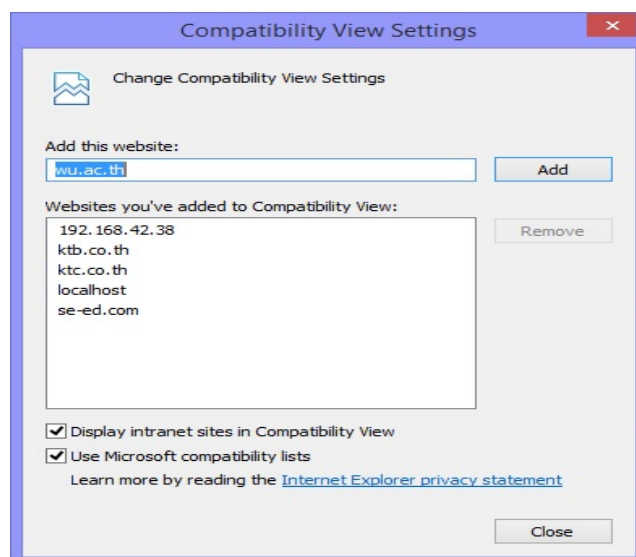 Compatibility View Settings
Change Compatibility View Settings
Add this website:
wu.ac.th
Add
Websites you've added to Compatibility View:
192.168.42.38
ktb.co.th
ktc.co.th
localhost
se-ed.com
Remove
Display intranet sites in Compatibility View
Use Microsoft compatibility lists
Learn more by reading the Internet Explorer privacy statement
Close